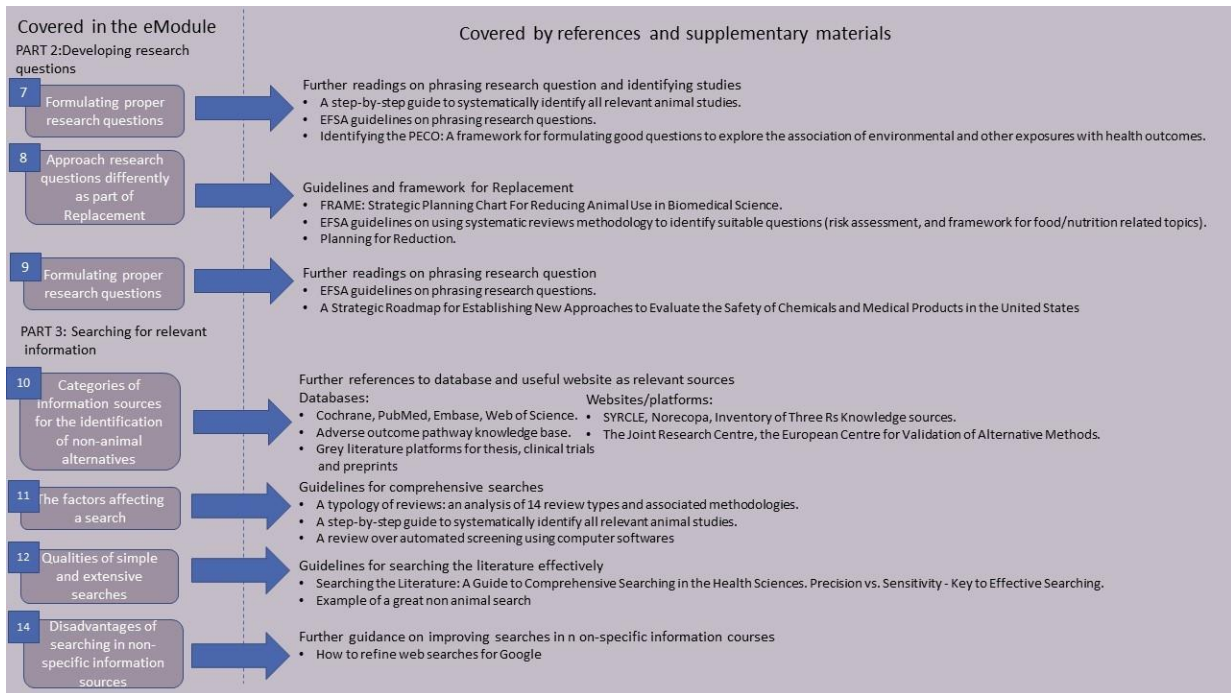 Covered in the eModule
Covered by references and supplementary materials
PART 2:Developing research
questions
7
Formulating proper
research questions
Further readings on phrasing research question and identifying studies
• A step-by-step guide to systematically identify all relevant animal studies.
• EFSA guidelines on phrasing research questions.
• Identifying the PECO: A framework for formulating good questions to explore the association of environmental and other exposures with health outcomes.
8
Approach research
questions differently
as part of
Replacement
Guidelines and framework for Replacement
• FRAME: Strategic Planning Chart For Reducing Animal Use in Biomedical Science.
• EFSA guidelines on using systematic reviews methodology to identify suitable questions (risk assessment, and framework for food/nutrition related topics).
• Planning for Reduction.
9
Formulating proper
research questions
Further readings on phrasing research question
• EFSA guidelines on phrasing research questions.
• A Strategic Roadmap for Establishing New Approaches to Evaluate the Safety of Chemicals and Medical Products in the United States
PART 3: Searching for relevant
information
10
Categories of
information sources
for the identification
of non-animal
alternatives
Further references to database and useful website as relevant sources
Databases:
• Cochrane, PubMed, Embase, Web of Science.
• Adverse outcome pathway knowledge base.
• Grey literature platforms for thesis, clinical trials
and preprints
Websites/platforms:
• SYRCLE, Norecopa, Inventory of Three Rs Knowledge sources.
• The Joint Research Centre, the European Centre for Validation of Alternative Methods.
11
The factors affecting
a search
Guidelines for comprehensive searches
• A typology of reviews: an analysis of 14 review types and associated methodologies.
• A step-by-step guide to systematically identify all relevant animal studies.
• A review over automated screening using computer softwares
12
Qualities of simple
and extensive
searches
Guidelines for searching the literature effectively
• Searching the Literature: A Guide to Comprehensive Searching in the Health Sciences. Precision vs. Sensitivity - Key to Effective Searching.
• Example of a great non animal search
14
Disadvantages of
searching in non-
specific information
sources
Further guidance on improving searches in n on-specific information courses
• How to refine web searches for Google